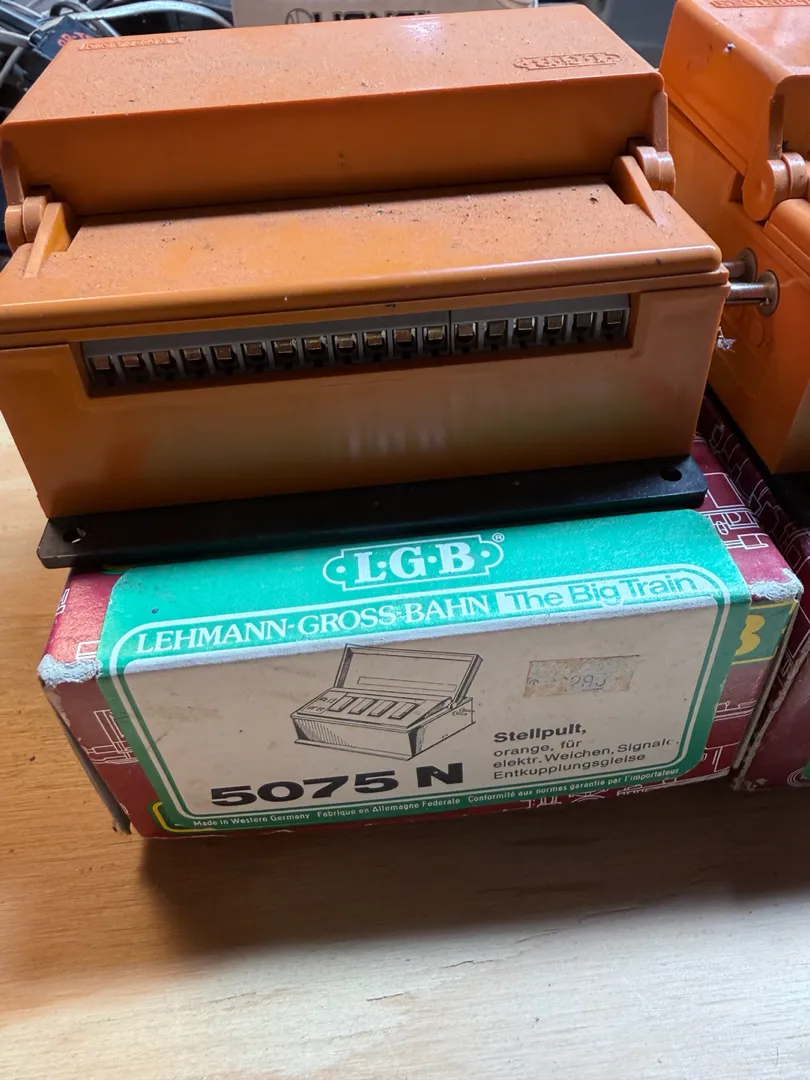 L·G·B®
LEHMANN-GROSS-BAHN The Big Train
Stellpult,
orange, für
elektr. Weichen, Signale,
Entkupplungsgleise
5075 N
Made in Western Germany Fabriqué en Allemagne Federale Conformité aux normes garantie par l'importateur
B